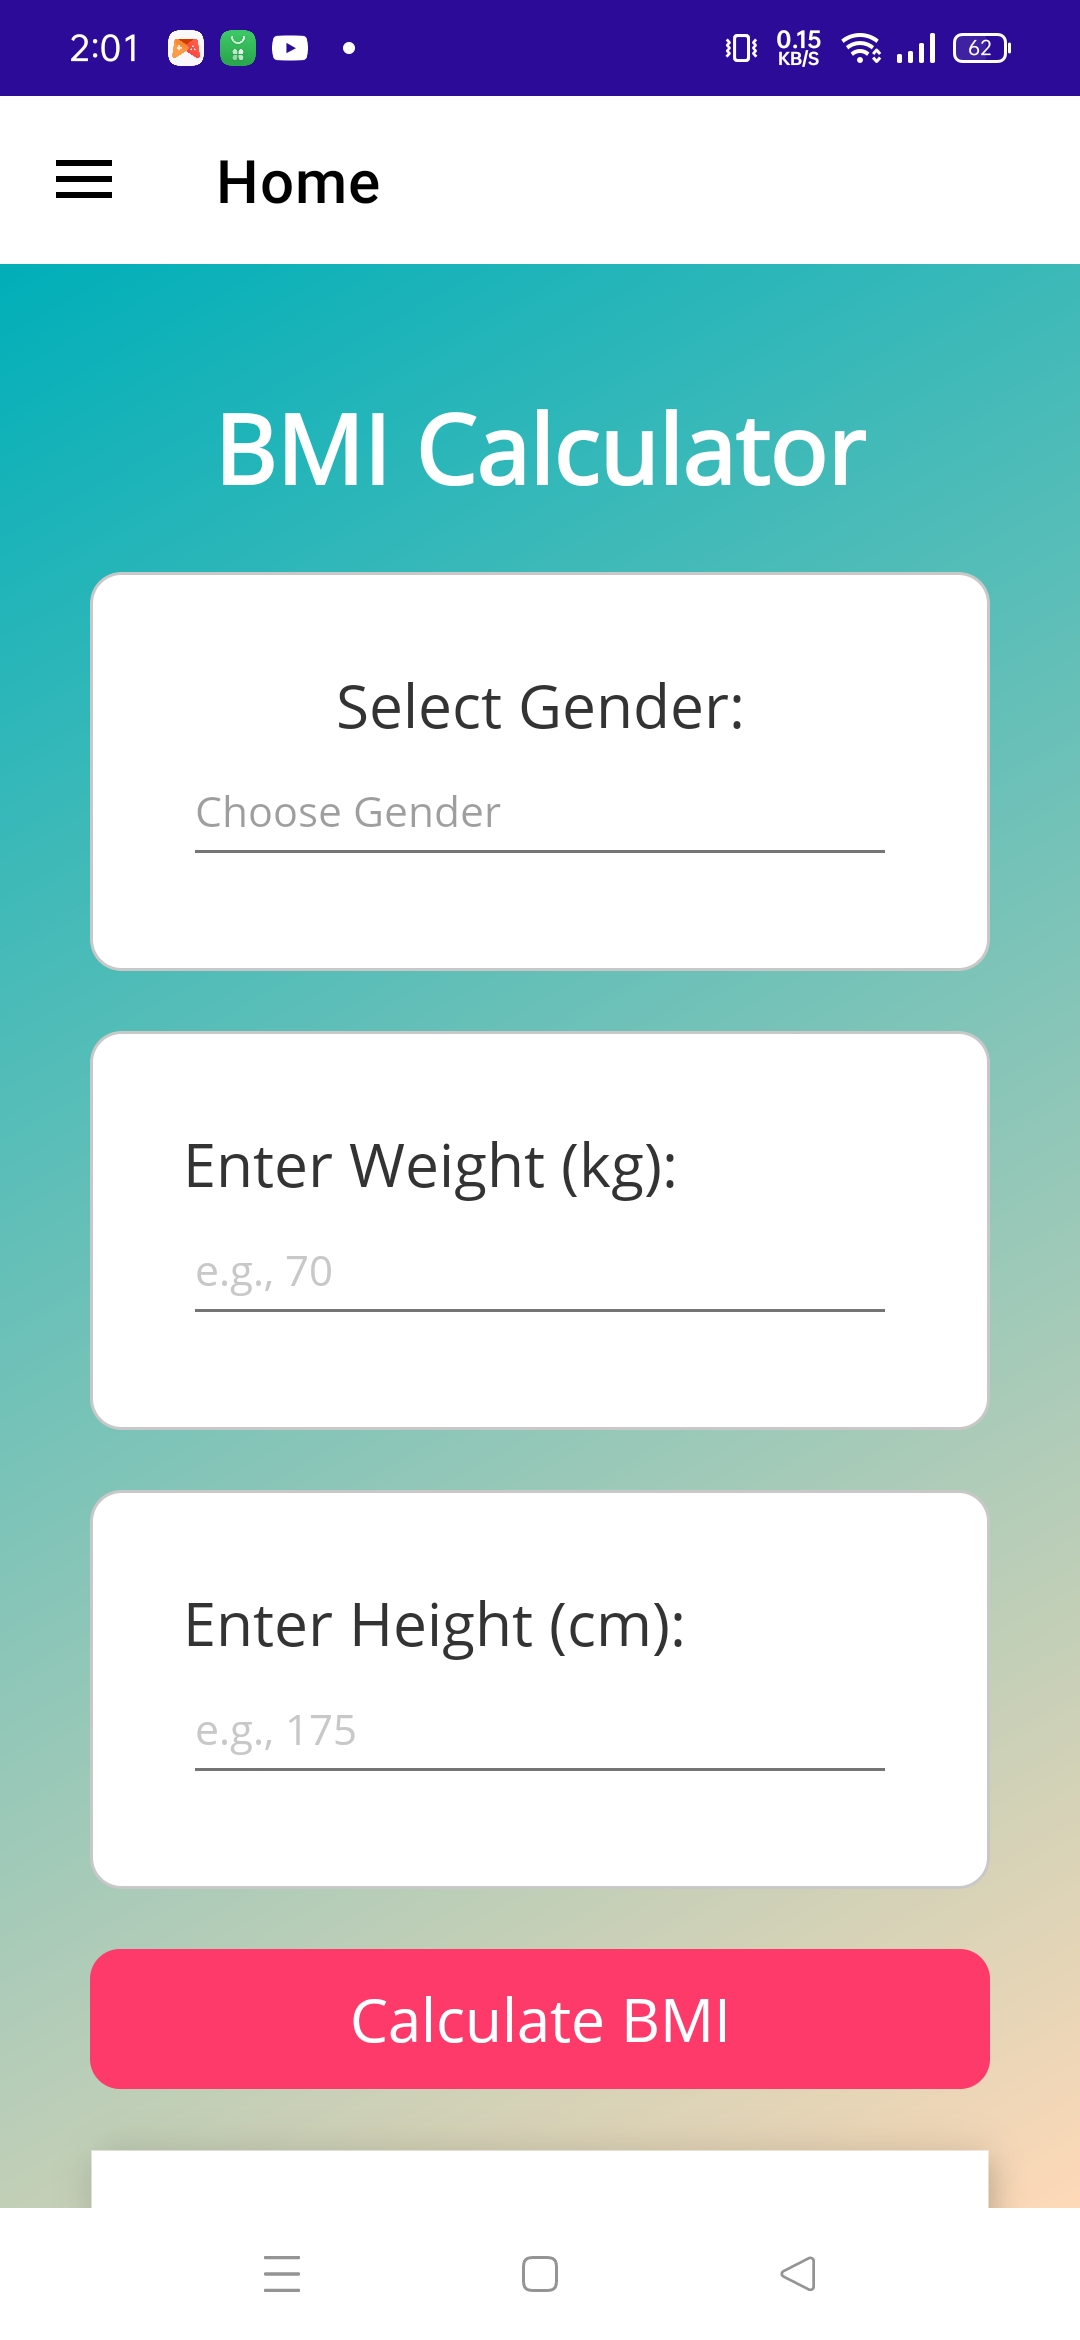 2:01 0.15 KB/S 62
Home
BMI Calculator
Select Gender:
Choose Gender
Enter Weight (kg):
e.g., 70
Enter Height (cm):
e.g., 175
Calculate BMI